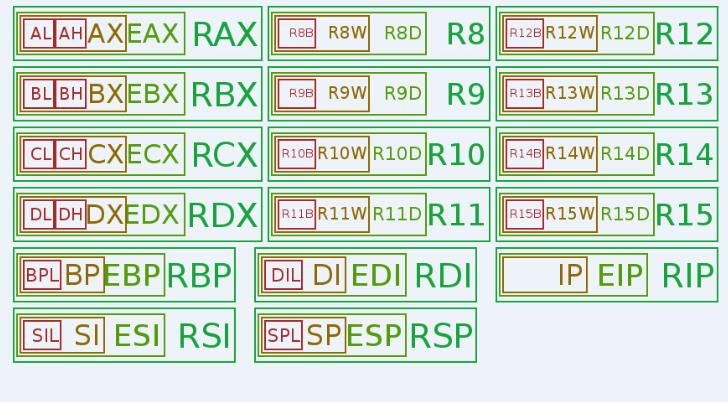 AL AH AX EAX RAX R8B R8W R8D R8 R12B R12W R12D R12
BL BH BX EBX RBX R9B R9W R9D R9 R13B R13W R13D R13
CL CH CX ECX RCX R10B R10W R10D R10 R14B R14W R14D R14
DL DH DX EDX RDX R11B R11W R11D R11 R15B R15W R15D R15
BPL BP EBP RBP DIL DI EDI RDI IP EIP RIP
SIL SI ESI RSI SPL SP ESP RSP